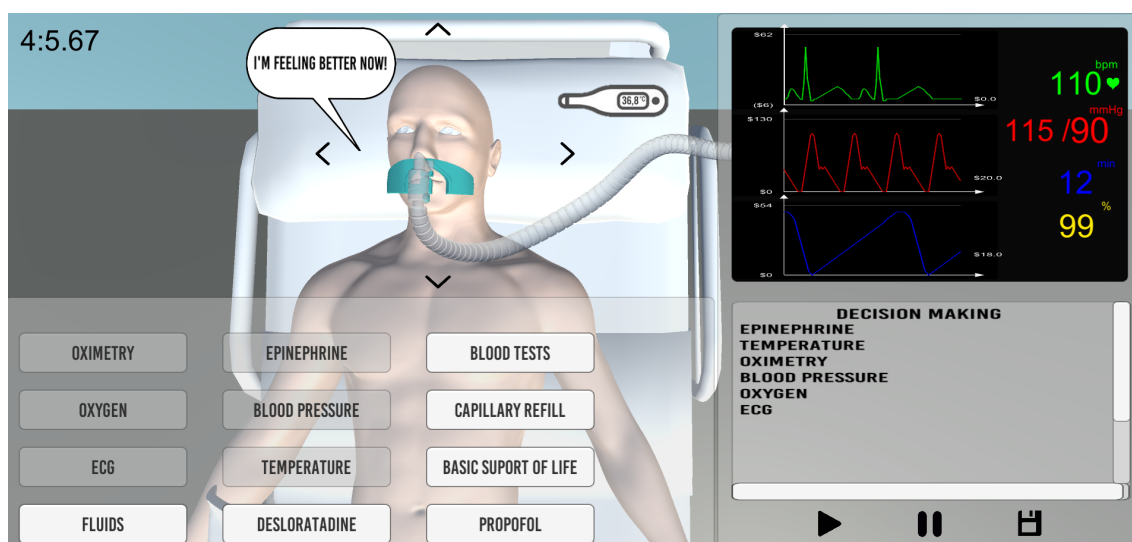 4:5.67
I'M FEELING BETTER NOW!
36,8°C
OXIMETRY
EPINEPHRINE
BLOOD TESTS
OXYGEN
BLOOD PRESSURE
CAPILLARY REFILL
ECG
TEMPERATURE
BASIC SUPORT OF LIFE
FLUIDS
DESLORATADINE
PROPOFOL
$62
($6)
$0.0
bpm
110
$130
$0
$20.0
mmHg
115 /90
$54
$0
$18.0
min
12
%
99
DECISION MAKING
EPINEPHRINE
TEMPERATURE
OXIMETRY
BLOOD PRESSURE
OXYGEN
ECG